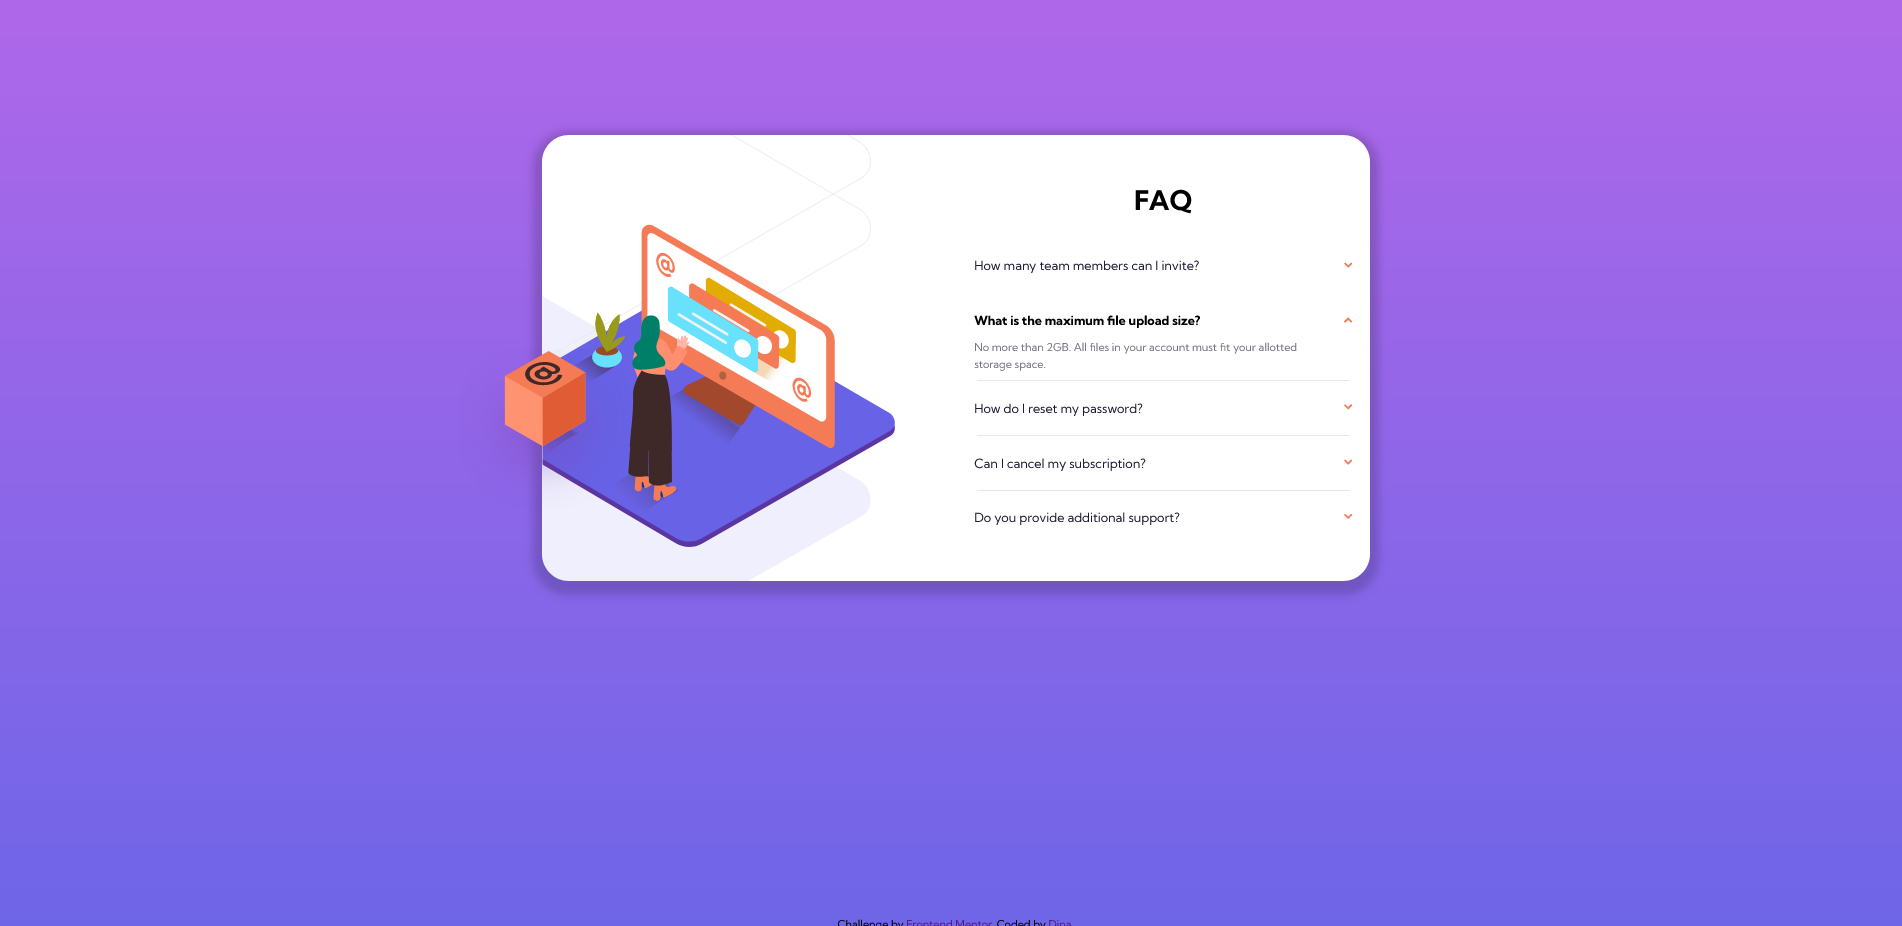 FAQ
How many team members can I invite?
What is the maximum file upload size?
No more than 2GB. All files in your account must fit your allotted
storage space.
How do I reset my password?
Can I cancel my subscription?
Do you provide additional support?
@
@
@
Challenge by Frontend Mentor. Coded by Dina.